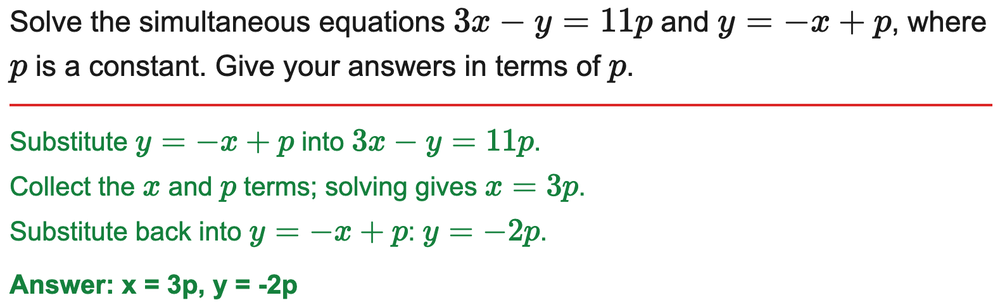 Solve the simultaneous equations 3x − y = 11p and y = −x + p, where
p is a constant. Give your answers in terms of p.
Substitute y = −x + p into 3x − y = 11p.
Collect the x and p terms; solving gives x = 3p.
Substitute back into y = −x + p: y = −2p.
Answer: x = 3p, y = -2p